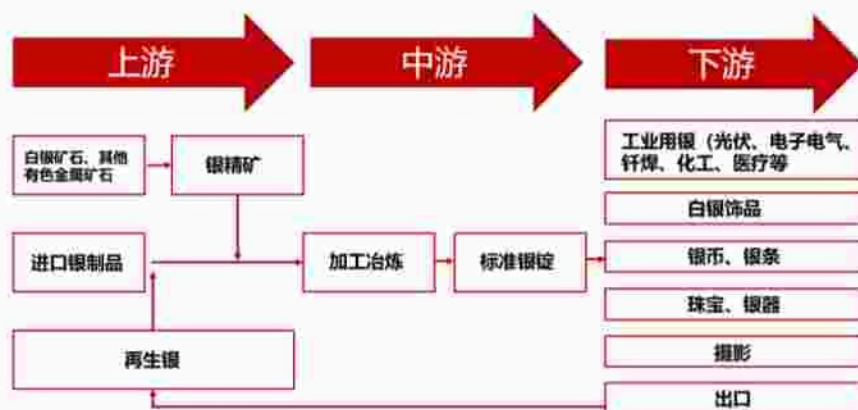 上游
中游
下游
白银矿石、其他
有色金属矿石
银精矿
工业用银（光伏、电子电气、
钎焊、化工、医疗等
白银饰品
进口银制品
加工冶炼
标准银锭
银币、银条
珠宝、银器
再生银
摄影
出口